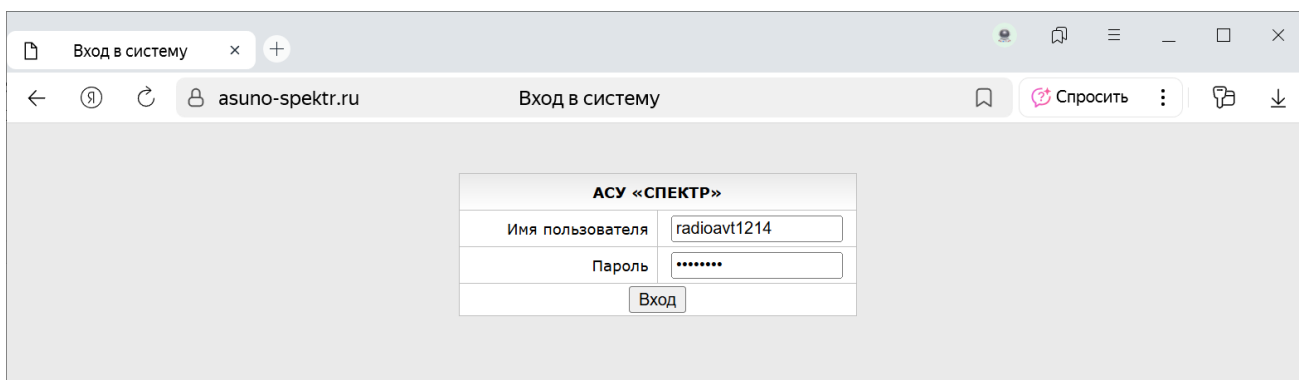 Вход в систему
asuno-spektr.ru Вход в систему Спросить
АСУ «СПЕКТР»
Имя пользователя radioavt1214
Пароль ••••••••
Вход